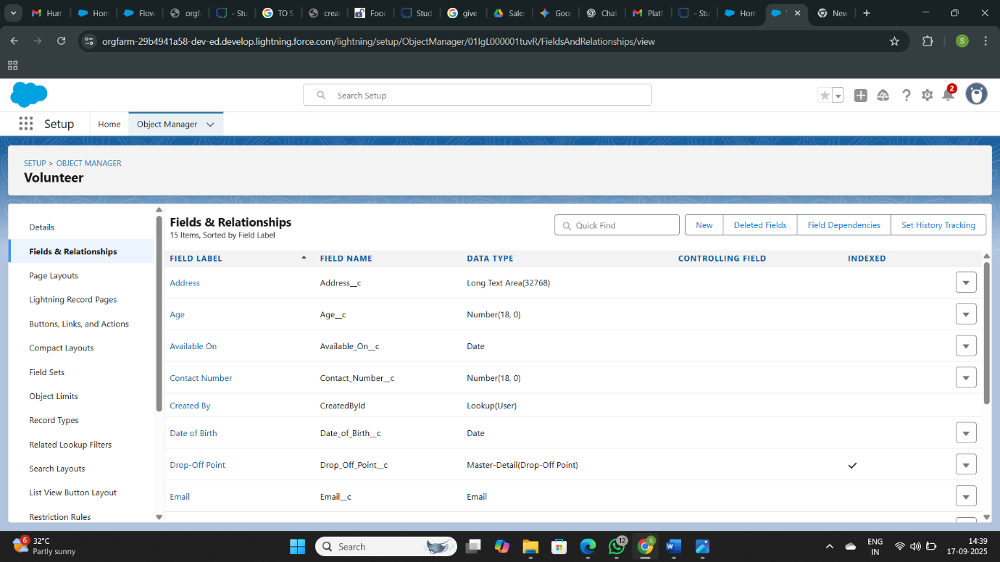 Hum
Hom
Flow
orgfa
- Stu
TO S
creat
Food
Stud
give
Sales
Goo
Chat
Platf
- Stu
Hom
New
orgfarm-29b4941a58-dev-ed.develop.lightning.force.com/lightning/setup/ObjectManager/01IgL000001tuvR/FieldsAndRelationships/view
S
Search Setup
2
Setup
Home
Object Manager
SETUP > OBJECT MANAGER
Volunteer
Details
Fields & Relationships
Page Layouts
Lightning Record Pages
Buttons, Links, and Actions
Compact Layouts
Field Sets
Object Limits
Record Types
Related Lookup Filters
Search Layouts
List View Button Layout
Restriction Rules
Fields & Relationships
15 Items, Sorted by Field Label
Quick Find
New
Deleted Fields
Field Dependencies
Set History Tracking
FIELD LABEL FIELD NAME DATA TYPE CONTROLLING FIELD INDEXED
Address Address__c Long Text Area(32768)
Age Age__c Number(18, 0)
Available On Available_On__c Date
Contact Number Contact_Number__c Number(18, 0)
Created By CreatedById Lookup(User)
Date of Birth Date_of_Birth__c Date
Drop-Off Point Drop_Off_Point__c Master-Detail(Drop-Off Point)
Email Email__c Email
6
32°C
Partly sunny
Search
12
S
ENG
IN
14:39
17-09-2025